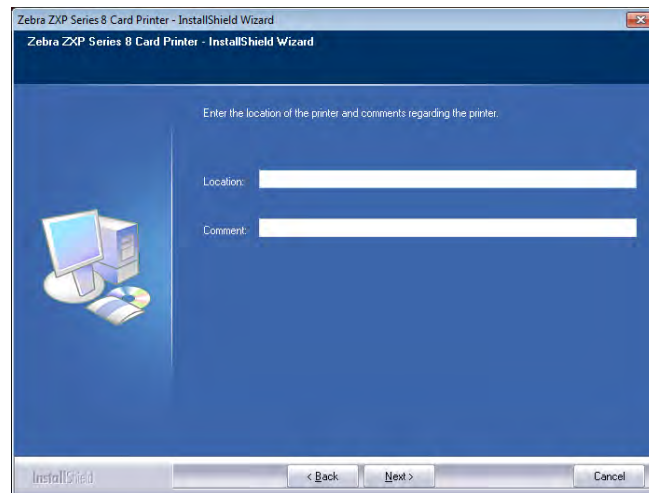 Zebra ZXP Series 8 Card Printer - InstallShield Wizard
Zebra ZXP Series 8 Card Printer - InstallShield Wizard
Enter the location of the printer and comments regarding the printer.
Location:
Comment:
InstallShield
< Back Next > Cancel